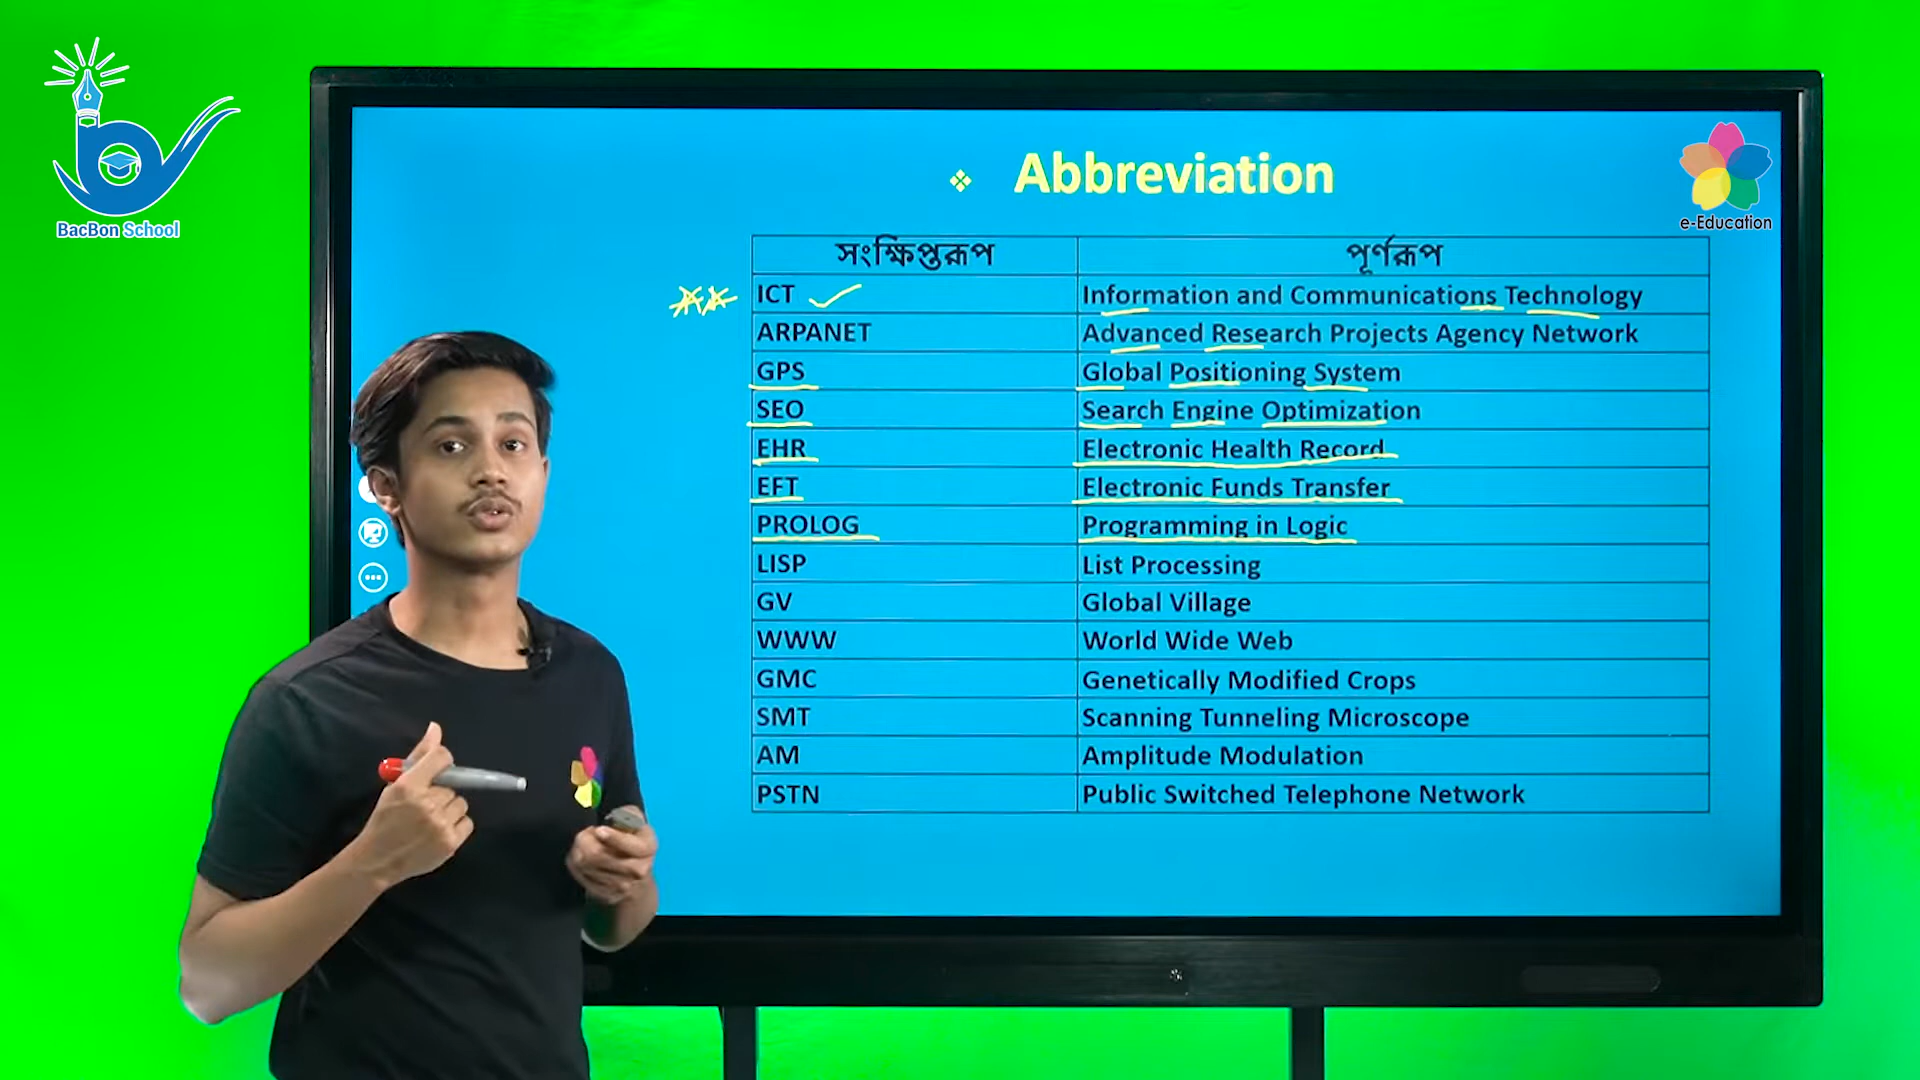 BacBon School
❖ Abbreviation
e-Education
সংক্ষিপ্তরূপ পূর্ণরূপ
ICT Information and Communications Technology
ARPANET Advanced Research Projects Agency Network
GPS Global Positioning System
SEO Search Engine Optimization
EHR Electronic Health Record
EFT Electronic Funds Transfer
PROLOG Programming in Logic
LISP List Processing
GV Global Village
WWW World Wide Web
GMC Genetically Modified Crops
SMT Scanning Tunneling Microscope
AM Amplitude Modulation
PSTN Public Switched Telephone Network